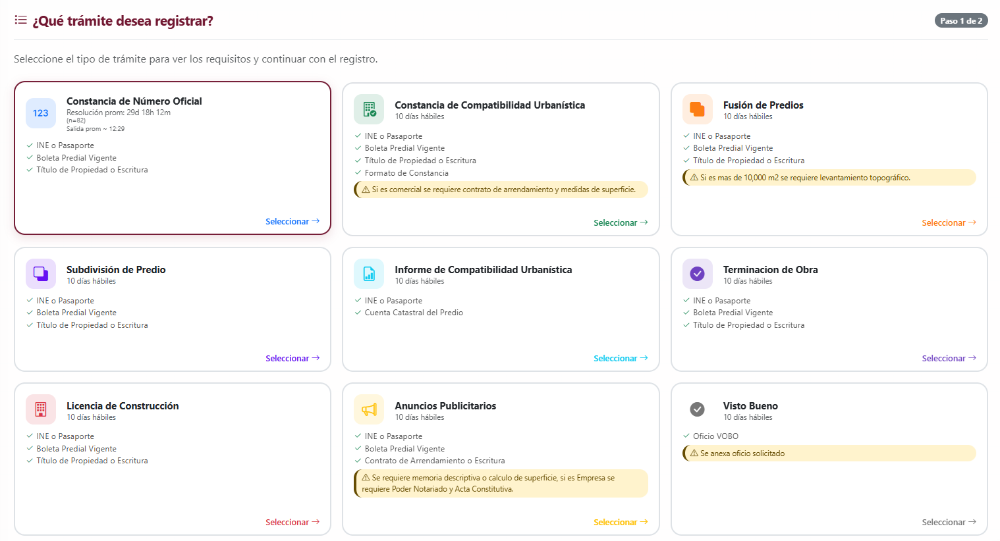 ¿Qué trámite desea registrar?
Paso 1 de 2
Seleccione el tipo de trámite para ver los requisitos y continuar con el registro.
123
Constancia de Número Oficial
Resolución prom: 29d 18h 12m
(n=82)
Salida prom ~ 12:29
INE o Pasaporte
Boleta Predial Vigente
Título de Propiedad o Escritura
Seleccionar →
Constancia de Compatibilidad Urbanística
10 días hábiles
INE o Pasaporte
Boleta Predial Vigente
Título de Propiedad o Escritura
Formato de Constancia
Si es comercial se requiere contrato de arrendamiento y medidas de superficie.
Seleccionar →
Fusión de Predios
10 días hábiles
INE o Pasaporte
Boleta Predial Vigente
Título de Propiedad o Escritura
Si es mas de 10,000 m2 se requiere levantamiento topográfico.
Seleccionar →
Subdivisión de Predio
10 días hábiles
INE o Pasaporte
Boleta Predial Vigente
Título de Propiedad o Escritura
Seleccionar →
Informe de Compatibilidad Urbanística
10 días hábiles
INE o Pasaporte
Cuenta Catastral del Predio
Seleccionar →
Terminacion de Obra
10 días hábiles
INE o Pasaporte
Boleta Predial Vigente
Título de Propiedad o Escritura
Seleccionar →
Licencia de Construcción
10 días hábiles
INE o Pasaporte
Boleta Predial Vigente
Título de Propiedad o Escritura
Seleccionar →
Anuncios Publicitarios
10 días hábiles
INE o Pasaporte
Boleta Predial Vigente
Contrato de Arrendamiento o Escritura
Se requiere memoria descriptiva o calculo de superficie, si es Empresa se
requiere Poder Notariado y Acta Constitutiva.
Seleccionar →
Visto Bueno
10 días hábiles
Oficio VOBO
Se anexa oficio solicitado
Seleccionar →